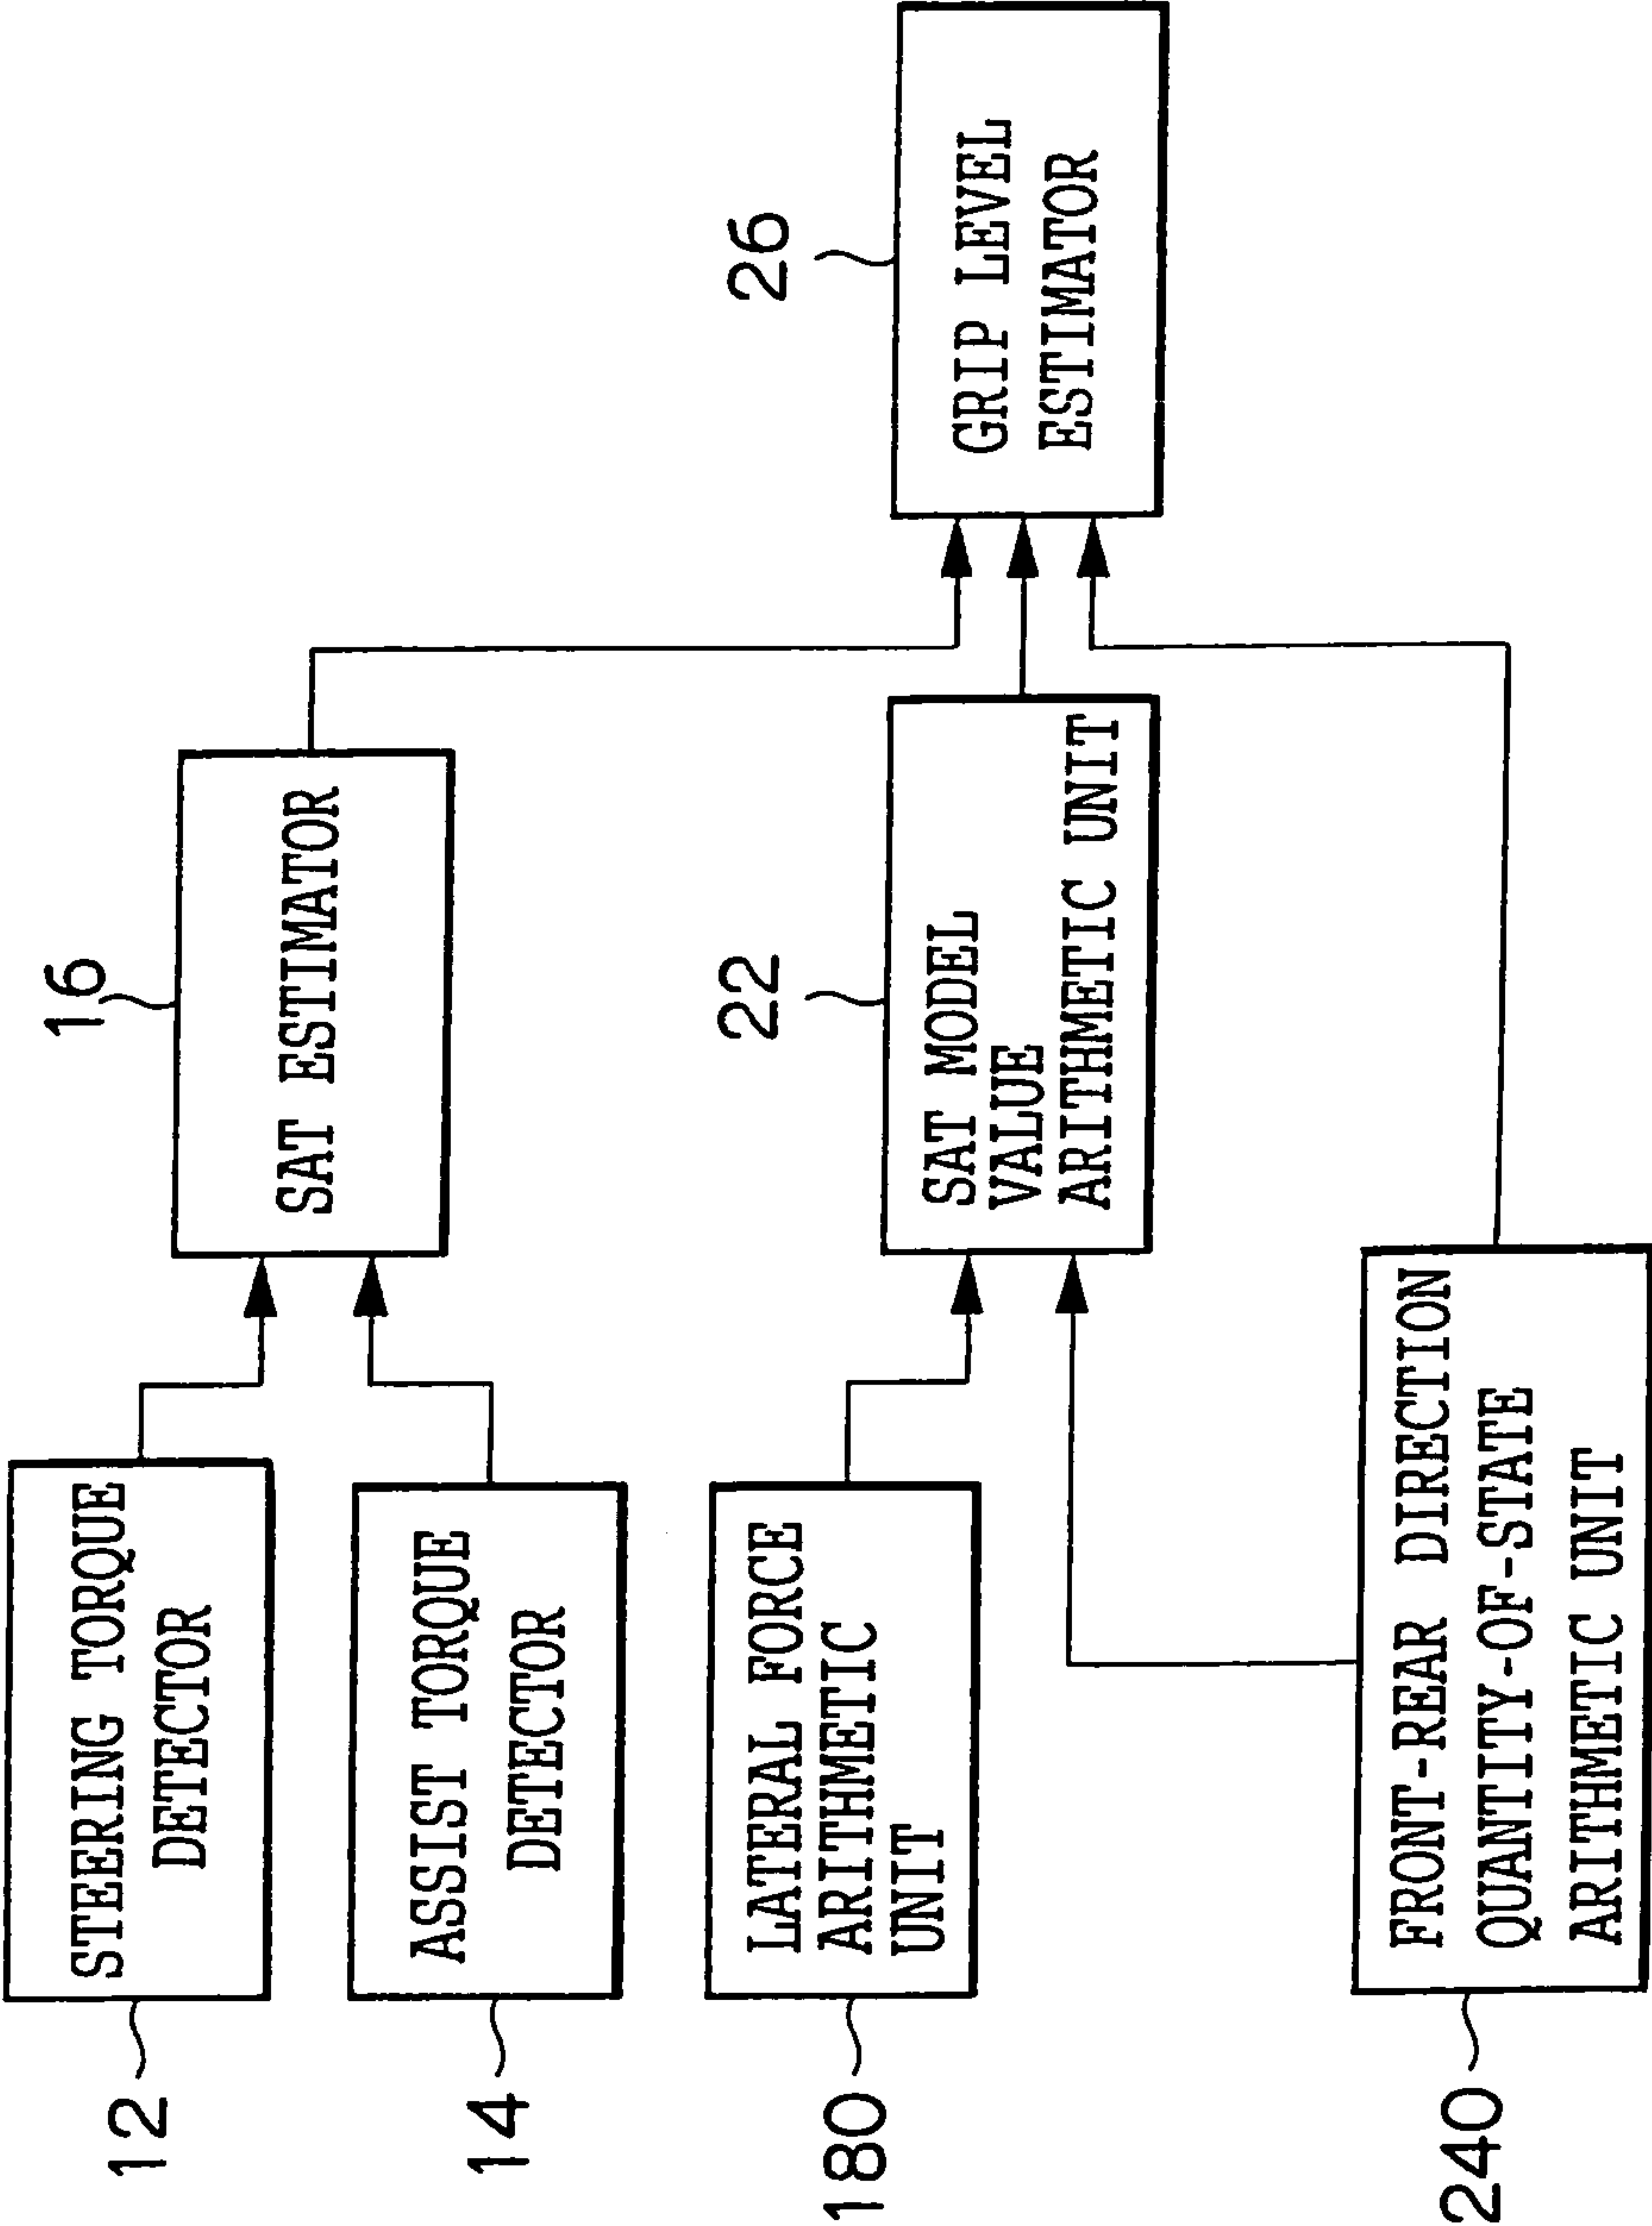 12
STEERING TORQUE
DETECTOR
14
ASSIST TORQUE
DETECTOR
16
SAT ESTIMATOR
180
LATERAL FORCE
ARITHMETIC
UNIT
22
SAT MODEL
VALUE
ARITHMETIC UNIT
26
GRIP LEVEL
ESTIMATOR
240
FRONT-REAR DIRECTION
QUANTITY-OF-STATE
ARITHMETIC UNIT